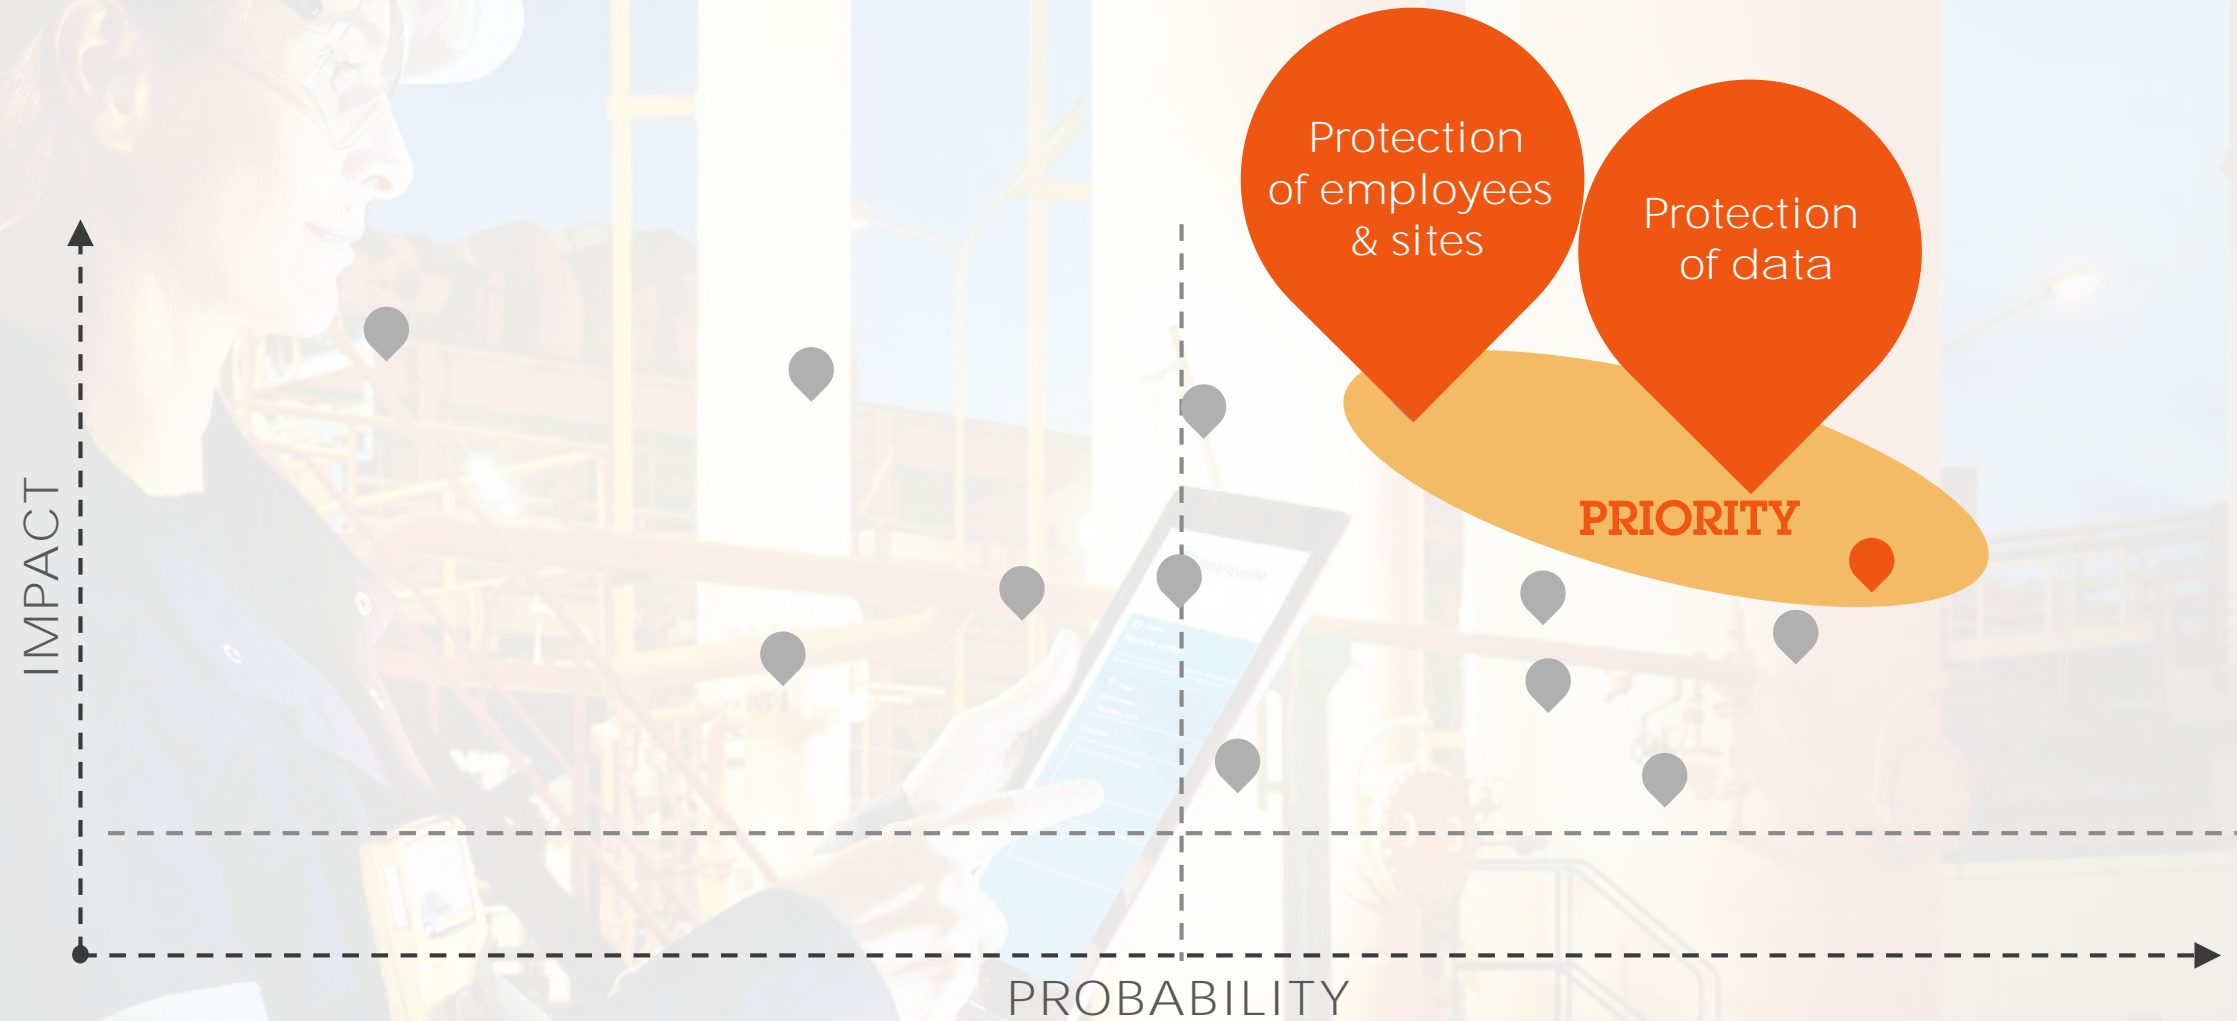 Protection
of employees
& sites
Protection
of data
PRIORITY
IMPACT
PROBABILITY